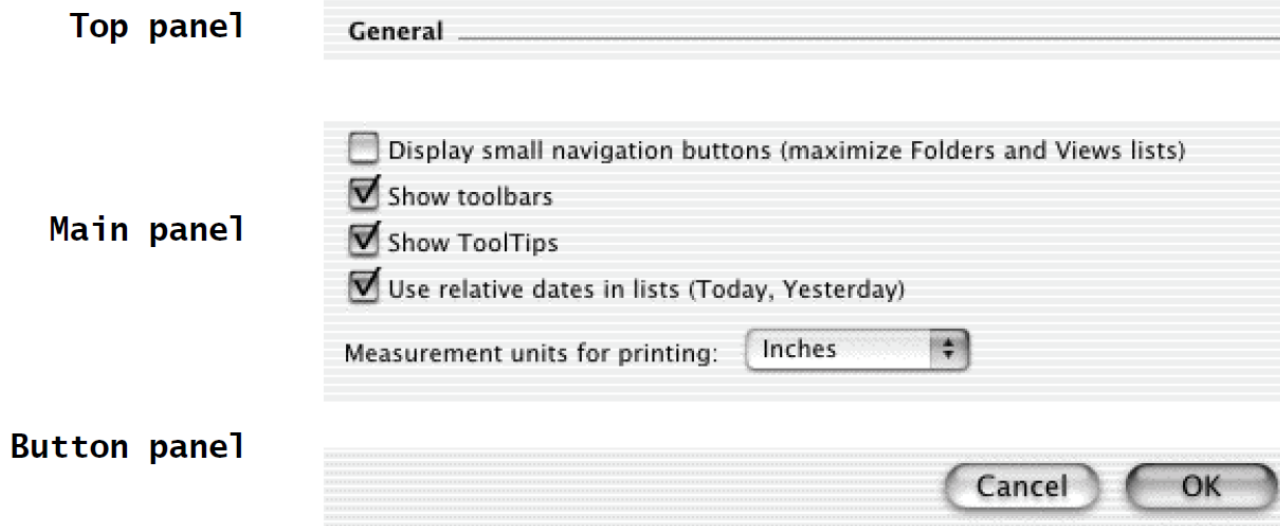 Top panel
General
Main panel
Display small navigation buttons (maximize Folders and Views lists)
Show toolbars
Show ToolTips
Use relative dates in lists (Today, Yesterday)
Measurement units for printing: Inches
Button panel
Cancel OK